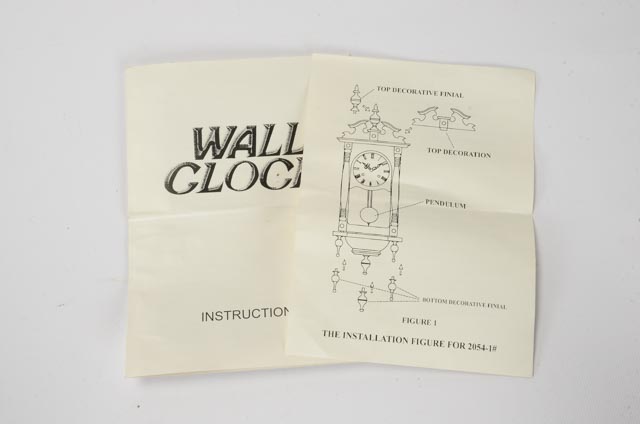 WALL
CLOC
INSTRUCTION
TOP DECORATIVE FINIAL
TOP DECORATION
PENDULUM
BOTTOM DECORATIVE FINIAL
FIGURE 1
THE INSTALLATION FIGURE FOR 2054-1#